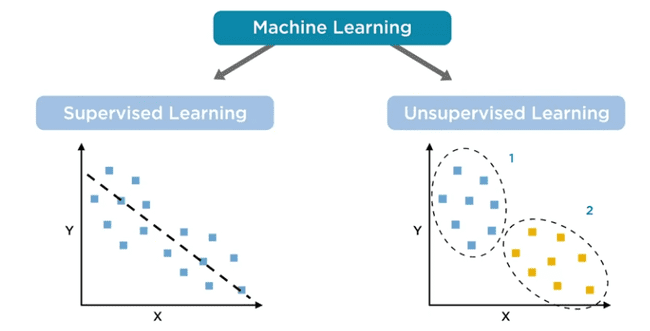 Machine Learning
Supervised Learning
Unsupervised Learning
Y
X
1
2
Y
X